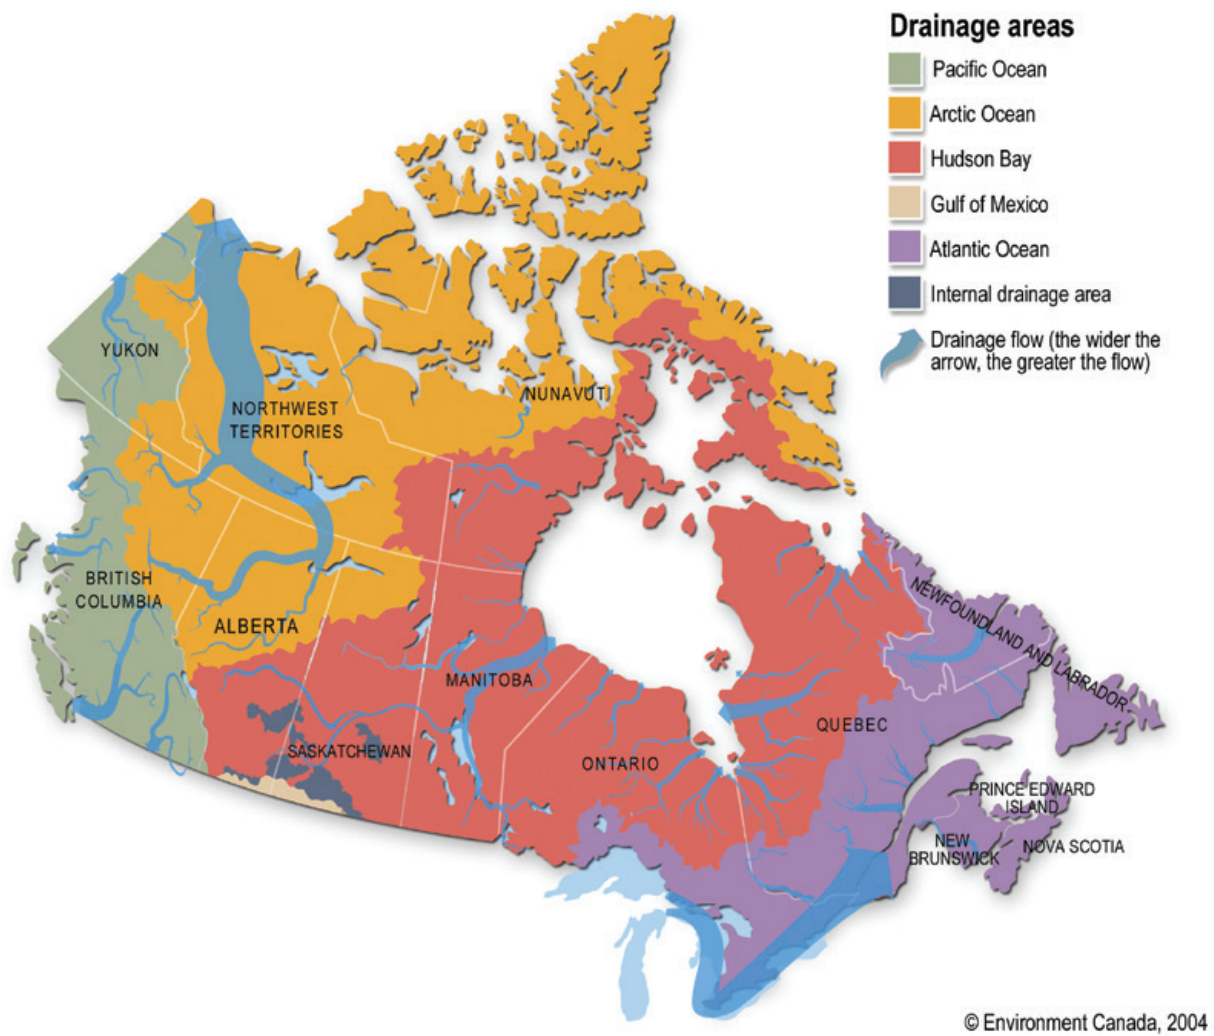 Drainage areas
Pacific Ocean
Arctic Ocean
Hudson Bay
Gulf of Mexico
Atlantic Ocean
Internal drainage area
Drainage flow (the wider the
arrow, the greater the flow)
YUKON
NORTHWEST
TERRITORIES
NUNAVUT
BRITISH
COLUMBIA
ALBERTA
SASKATCHEWAN
MANITOBA
ONTARIO
QUEBEC
NEWFOUNDLAND AND LABRADOR
PRINCE EDWARD
ISLAND
NEW
BRUNSWICK
NOVA SCOTIA
© Environment Canada, 2004